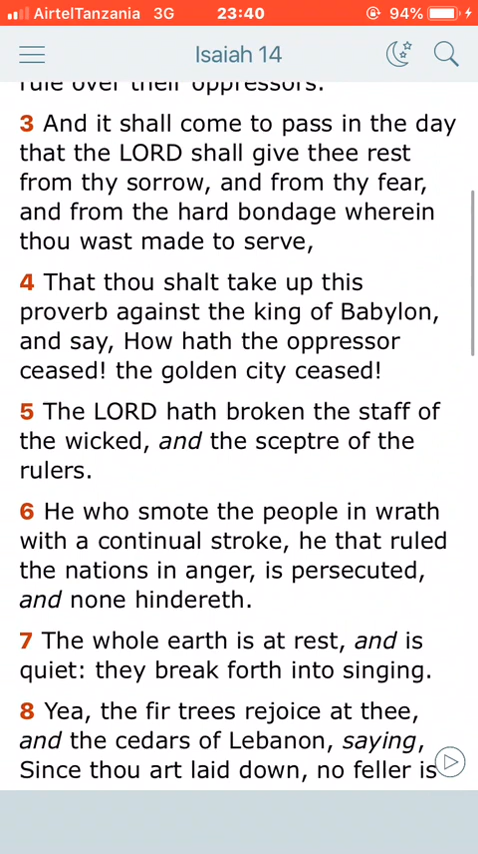 AirtelTanzania 3G 23:40 94%
Isaiah 14
rule over their oppressors.
3 And it shall come to pass in the day
that the LORD shall give thee rest
from thy sorrow, and from thy fear,
and from the hard bondage wherein
thou wast made to serve,
4 That thou shalt take up this
proverb against the king of Babylon,
and say, How hath the oppressor
ceased! the golden city ceased!
5 The LORD hath broken the staff of
the wicked, and the sceptre of the
rulers.
6 He who smote the people in wrath
with a continual stroke, he that ruled
the nations in anger, is persecuted,
and none hindereth.
7 The whole earth is at rest, and is
quiet: they break forth into singing.
8 Yea, the fir trees rejoice at thee,
and the cedars of Lebanon, saying,
Since thou art laid down, no feller is